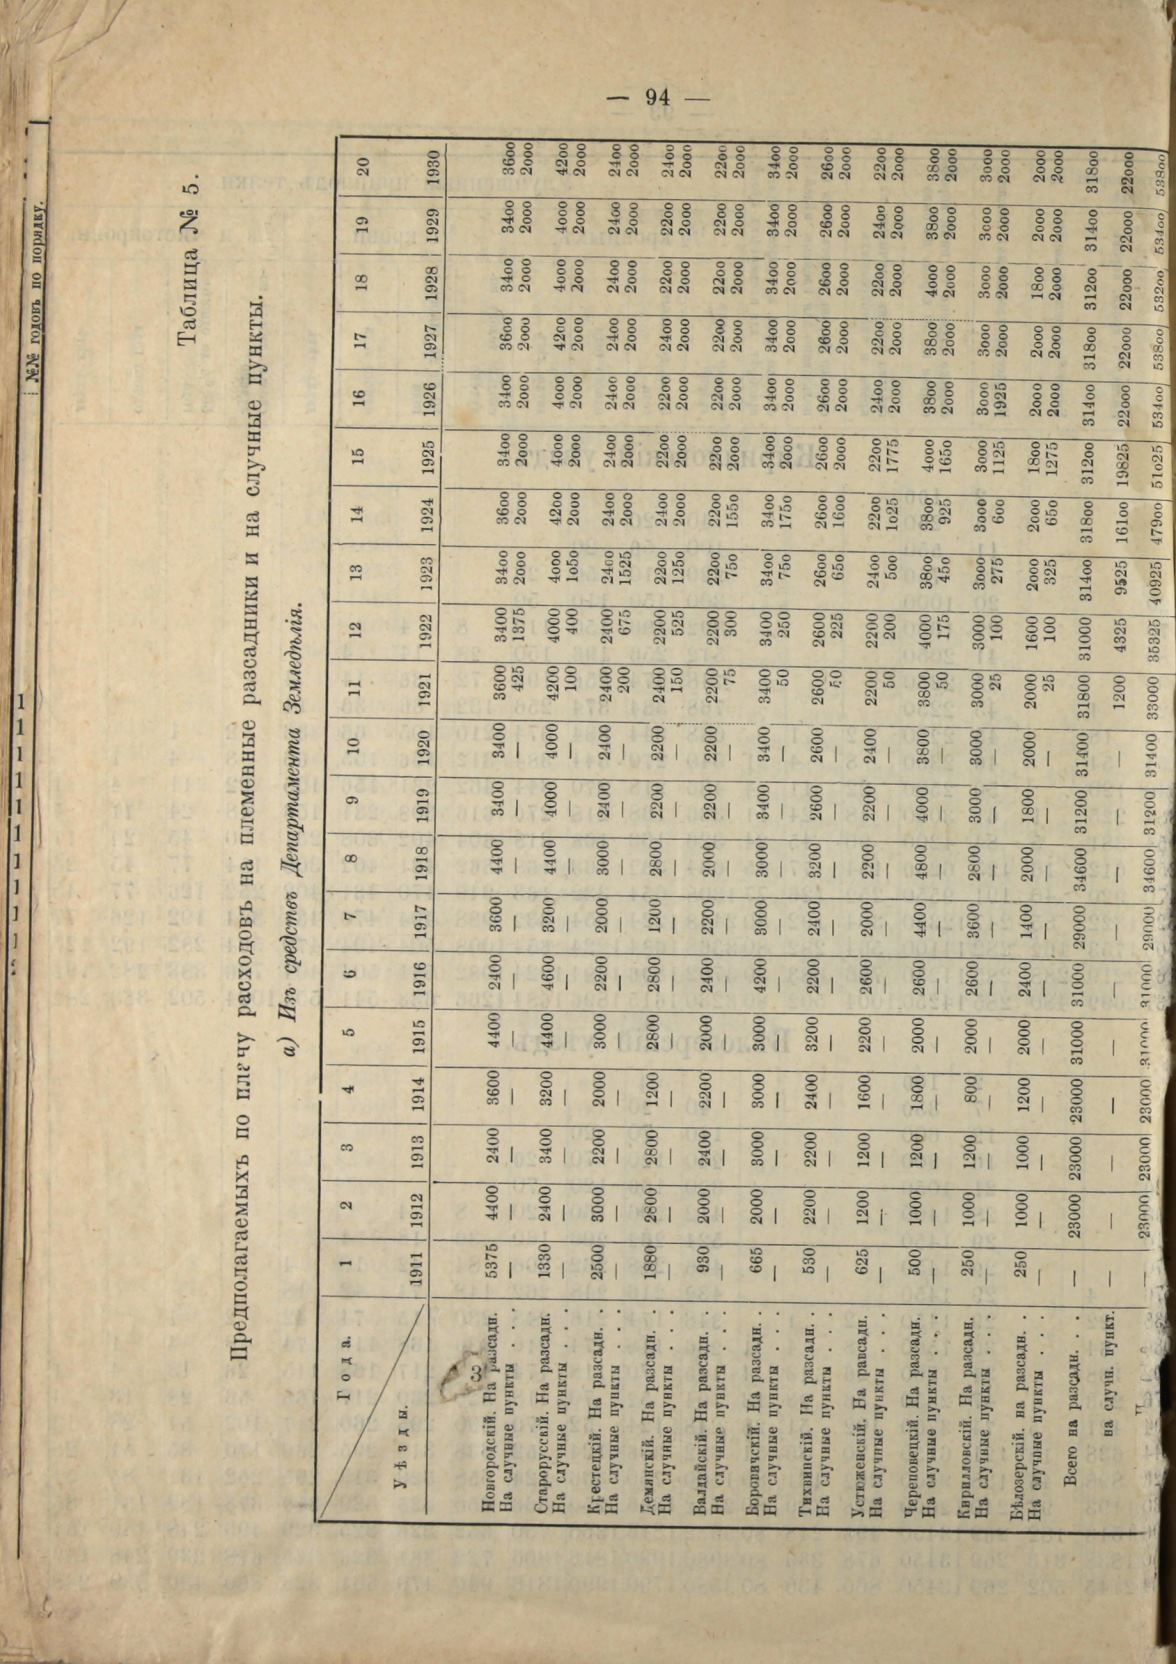 — 94 —
№№ годовъ по порядку.
Таблица № 5.
Предполагаемыхъ по плану расходовъ на племенные разсадники и на случные пункты.
а) Изъ средствъ Департамента Земледѣлія.
Года. 1 2 3 4 5 6 7 8 9 10 11 12 13 14 15 16 17 18 19 20
Уѣзды. 1911 1912 1913 1914 1915 1916 1917 1918 1919 1920 1921 1922 1923 1924 1925 1926 1927 1928 1929 1930
Новгородскій. На разсадн. 5375 4400 2400 3600 4400 2400 3600 4400 3400 3400 3600 3400 3400 3600 3400 3400 3600 3400 3400 3600
На случные пункты . . . — — — — — — — — — — 425 1375 2000 2000 2000 2000 2000 2000 2000 2000
Старорусскій. На разсадн. 1330 2400 3400 3200 4400 4600 3200 4400 4000 4000 4200 4000 4000 4200 4000 4000 4200 4000 4000 4200
На случные пункты . . . — — — — — — — — — — 100 400 1050 2000 2000 2000 2000 2000 2000 2000
Крестецкій. На разсадн. . 2500 3000 2200 2000 3000 2200 2000 3000 2400 2400 2400 2400 2400 2400 2400 2400 2400 2400 2400 2400
На случные пункты . . . — — — — — — — — — — 200 675 1525 2000 2000 2000 2000 2000 2000 2000
Демянскій. На разсадн. . 1880 2800 2800 1200 2800 2800 1200 2800 2200 2200 2400 2200 2200 2400 2200 2200 2400 2200 2200 2400
На случные пункты . . . — — — — — — — — — — 150 525 1250 2000 2000 2000 2000 2000 2000 2000
Валдайскій. На разсадн. . 930 2000 2400 2200 2000 2400 2200 2000 2200 2200 2200 2200 2200 2200 2200 2200 2200 2200 2200 2200
На случные пункты . . . — — — — — — — — — — 75 300 750 1550 2000 2000 2000 2000 2000 2000
Боровичскій. На разсадн. . 665 2000 3000 3000 3000 4200 3000 3000 3400 3400 3400 3400 3400 3400 3400 3400 3400 3400 3400 3400
На случные пункты . . . — — — — — — — — — — 50 250 750 1750 2000 2000 2000 2000 2000 2000
Тихвинскій. На разсадн. . 530 2200 2200 2400 3200 2200 2400 3200 2600 2600 2600 2600 2600 2600 2600 2600 2600 2600 2600 2600
На случные пункты . . . — — — — — — — — — — 50 225 650 1600 2000 2000 2000 2000 2000 2000
Устюженскій. На разсадн. 625 1200 1200 1600 2200 2600 2000 2200 2200 2400 2200 2200 2400 2200 2200 2400 2200 2200 2400 2200
На случные пункты . . . — — — — — — — — — — 50 200 500 1025 1775 2000 2000 2000 2000 2000
Череповецкій. На разсадн. 500 1000 1200 1800 2000 2600 4400 4800 4000 3800 3800 4000 3800 3800 4000 3800 3800 4000 3800 3800
На случные пункты . . . — — — — — — — — — — 50 175 450 925 1650 2000 2000 2000 2000 2000
Кирилловскій. На разсадн. 250 1000 1200 800 2000 2600 3600 2800 3000 3000 3000 3000 3000 3000 3000 3000 3000 3000 3000 3000
На случные пункты . . . — — — — — — — — — — 25 100 275 600 1125 1925 2000 2000 2000 2000
Бѣлозерскій. на разсадн. . 250 1000 1000 1200 2000 2400 1400 2000 1800 2000 2000 1600 2000 2000 1800 2000 2000 1800 2000 2000
На случные пункты . . . — — — — — — — — — — 25 100 325 650 1275 2000 2000 2000 2000 2000
Всего на разсадн. . . — 23000 23000 23000 31000 31000 29000 34600 31200 31400 31800 31000 31400 31800 31200 31400 31800 31200 31400 31800
на случн. пункт. — — — — — — — — — — 1200 4325 9525 16100 19825 22000 22000 22000 22000 22000
— 23000 23000 23000 31000 31000 29000 34600 31200 31400 33000 35325 40925 47900 51025 53400 53800 53200 53400 53800